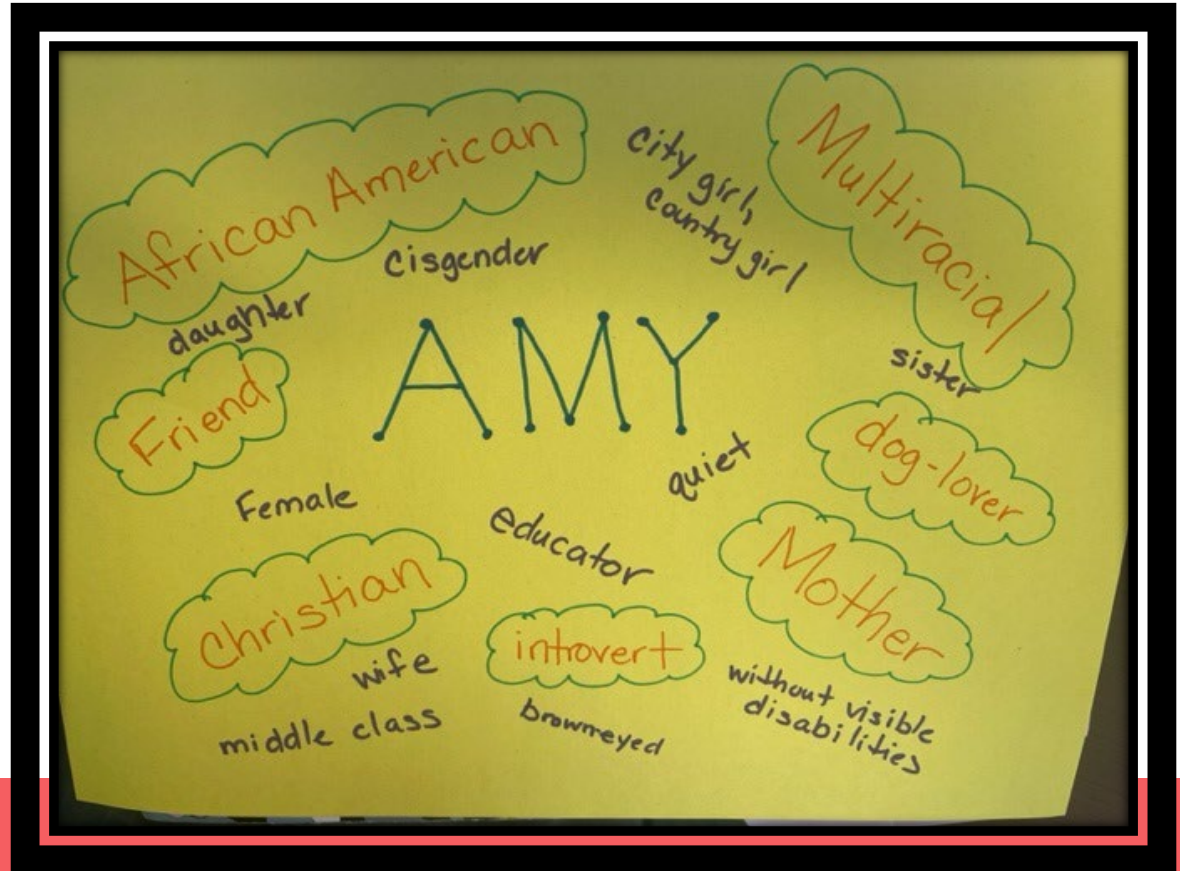 African American
city girl,
country girl
Multiracial
cisgender
daughter
AMY
sister
Friend
dog-lover
quiet
Female
educator
Christian
Mother
introvert
wife
without visible
disabilities
middle class
browneyed